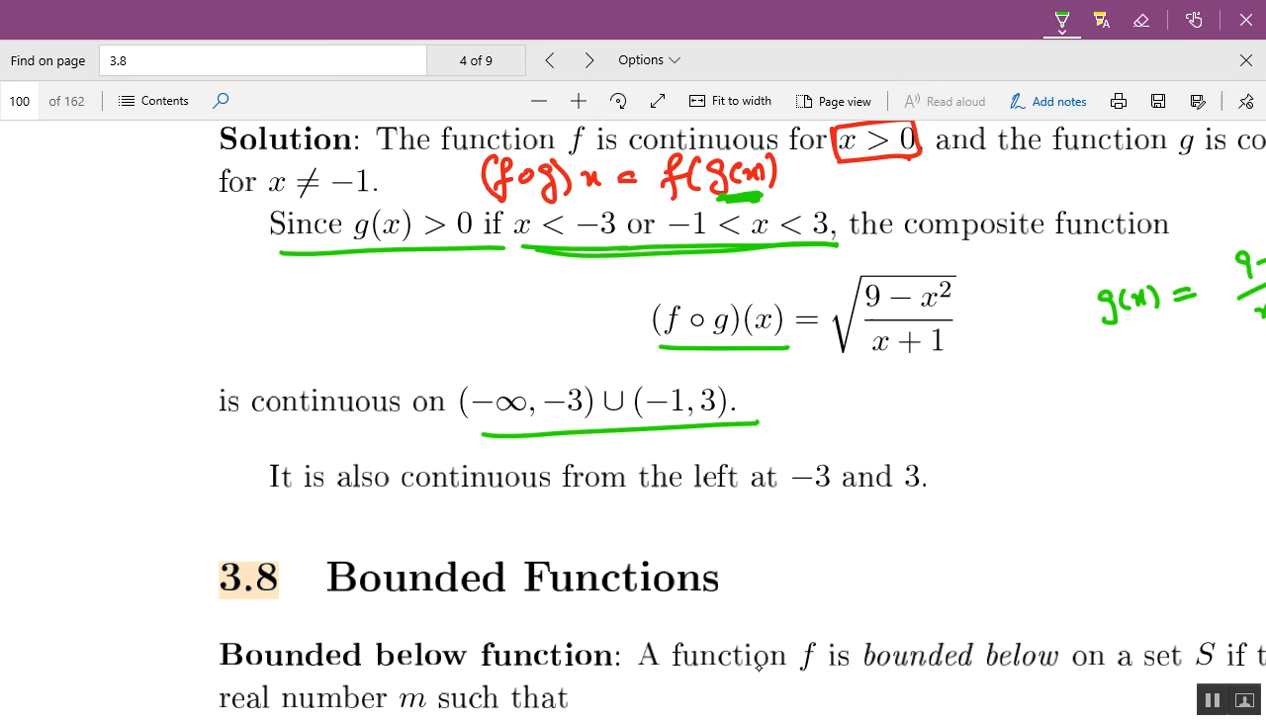 Find on page 3.8 4 of 9 Options
100 of 162 Contents Fit to width Page view Read aloud Add notes
Solution: The function f is continuous for x > 0 and the function g is co
for x ≠ −1.
(fog)x = f(g(x))
Since g(x) > 0 if x < −3 or −1 < x < 3, the composite function
(f ∘ g)(x) = √((9 − x²)/(x + 1))
g(x) =
is continuous on (−∞, −3) ∪ (−1, 3).
It is also continuous from the left at −3 and 3.
3.8 Bounded Functions
Bounded below function: A function f is bounded below on a set S if t
real number m such that